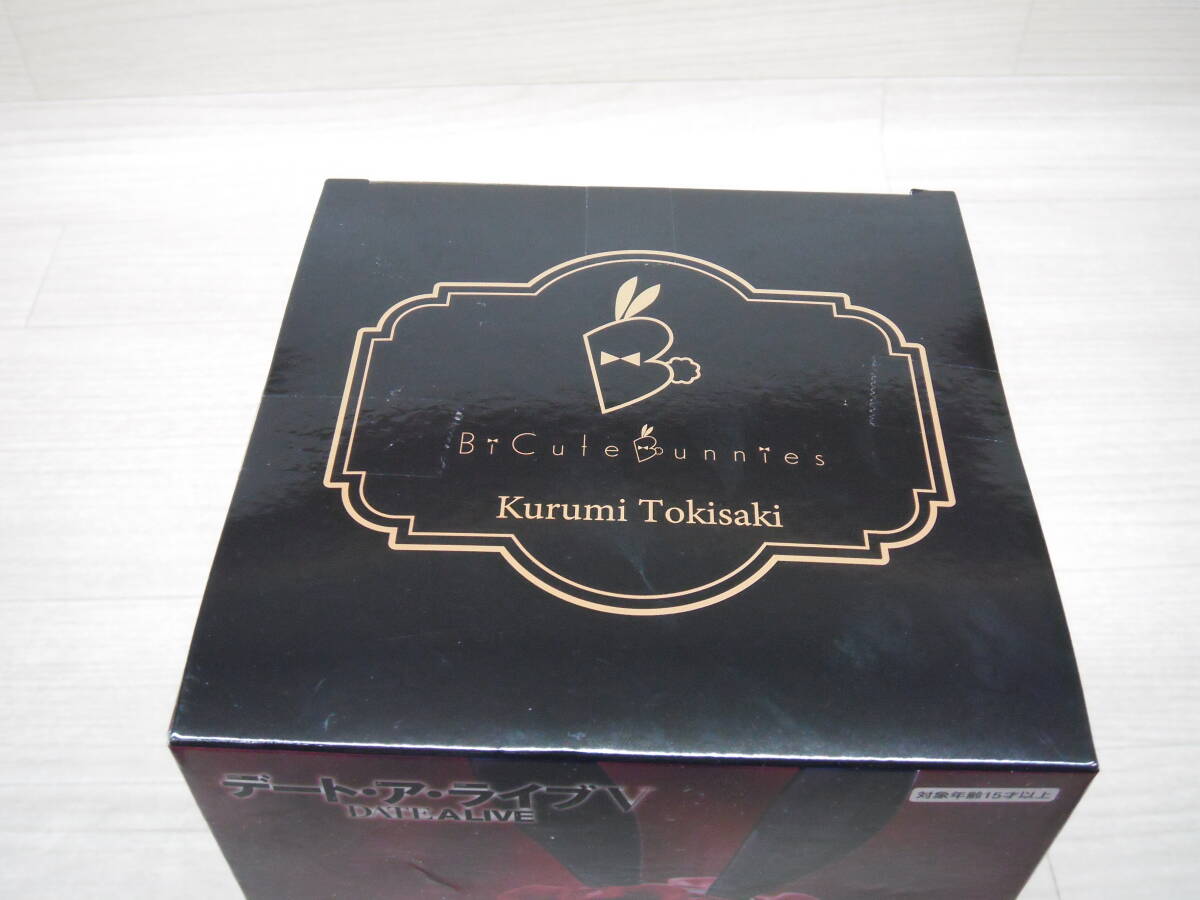 BiCute Bunnies
Kurumi Tokisaki
デート・ア・ライブV
DATE A LIVE
対象年齢15才以上